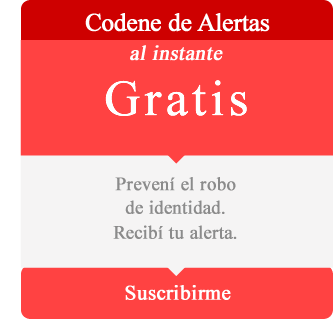 Codene de Alertas
al instante
Gratis
Prevení el robo
de identidad.
Recibí tu alerta.
Suscribirme